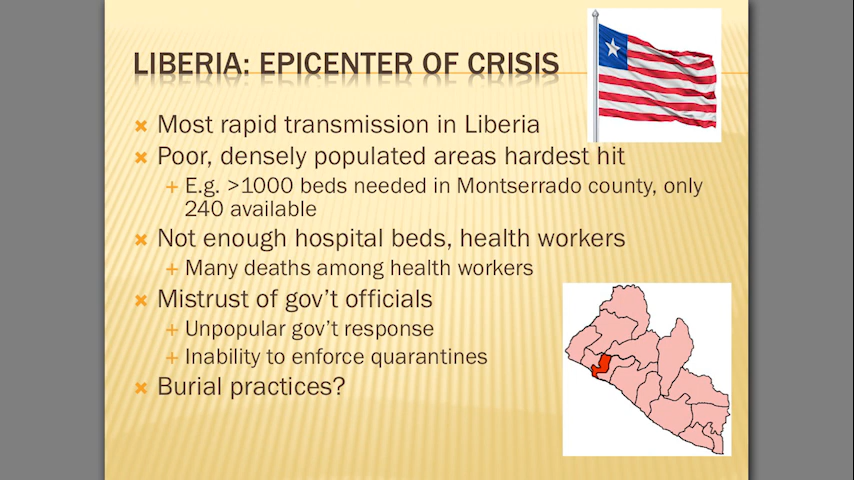 LIBERIA: EPICENTER OF CRISIS
Most rapid transmission in Liberia
Poor, densely populated areas hardest hit
E.g. >1000 beds needed in Montserrado county, only
240 available
Not enough hospital beds, health workers
Many deaths among health workers
Mistrust of gov't officials
Unpopular gov't response
Inability to enforce quarantines
Burial practices?